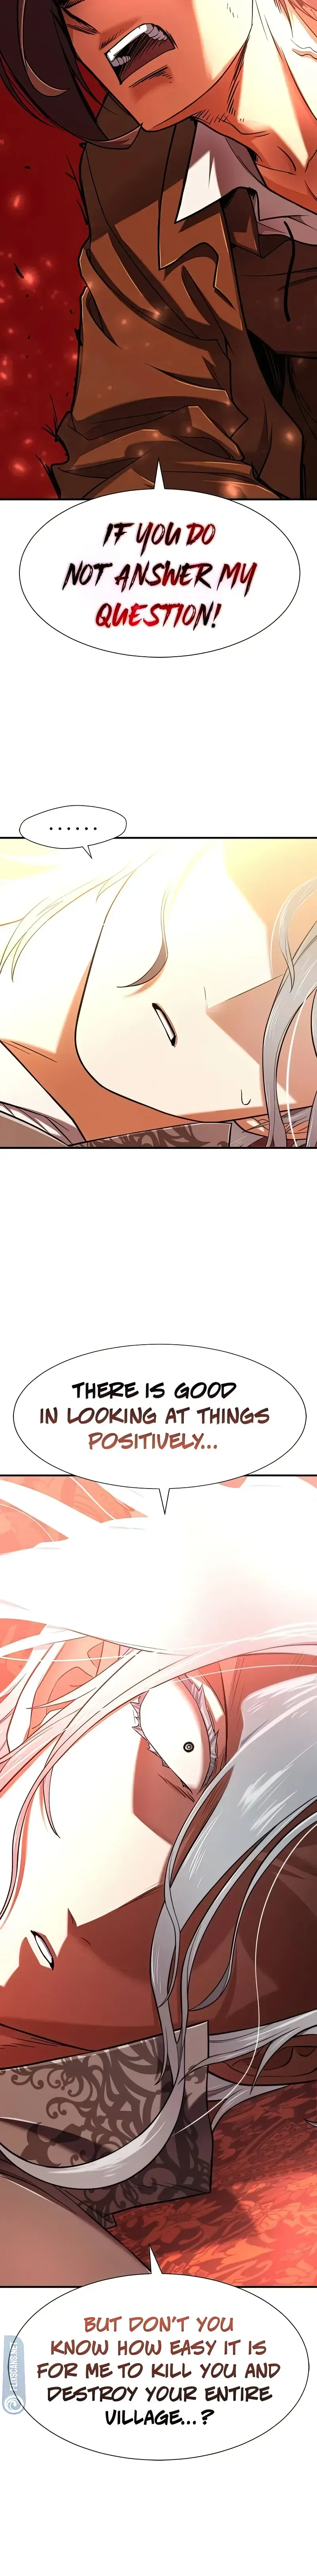 IF YOU DO
NOT ANSWER MY
QUESTION!
......
THERE IS GOOD
IN LOOKING AT THINGS
POSITIVELY...
BUT DON'T YOU
KNOW HOW EASY IT IS
FOR ME TO KILL YOU AND
DESTROY YOUR ENTIRE
VILLAGE...?